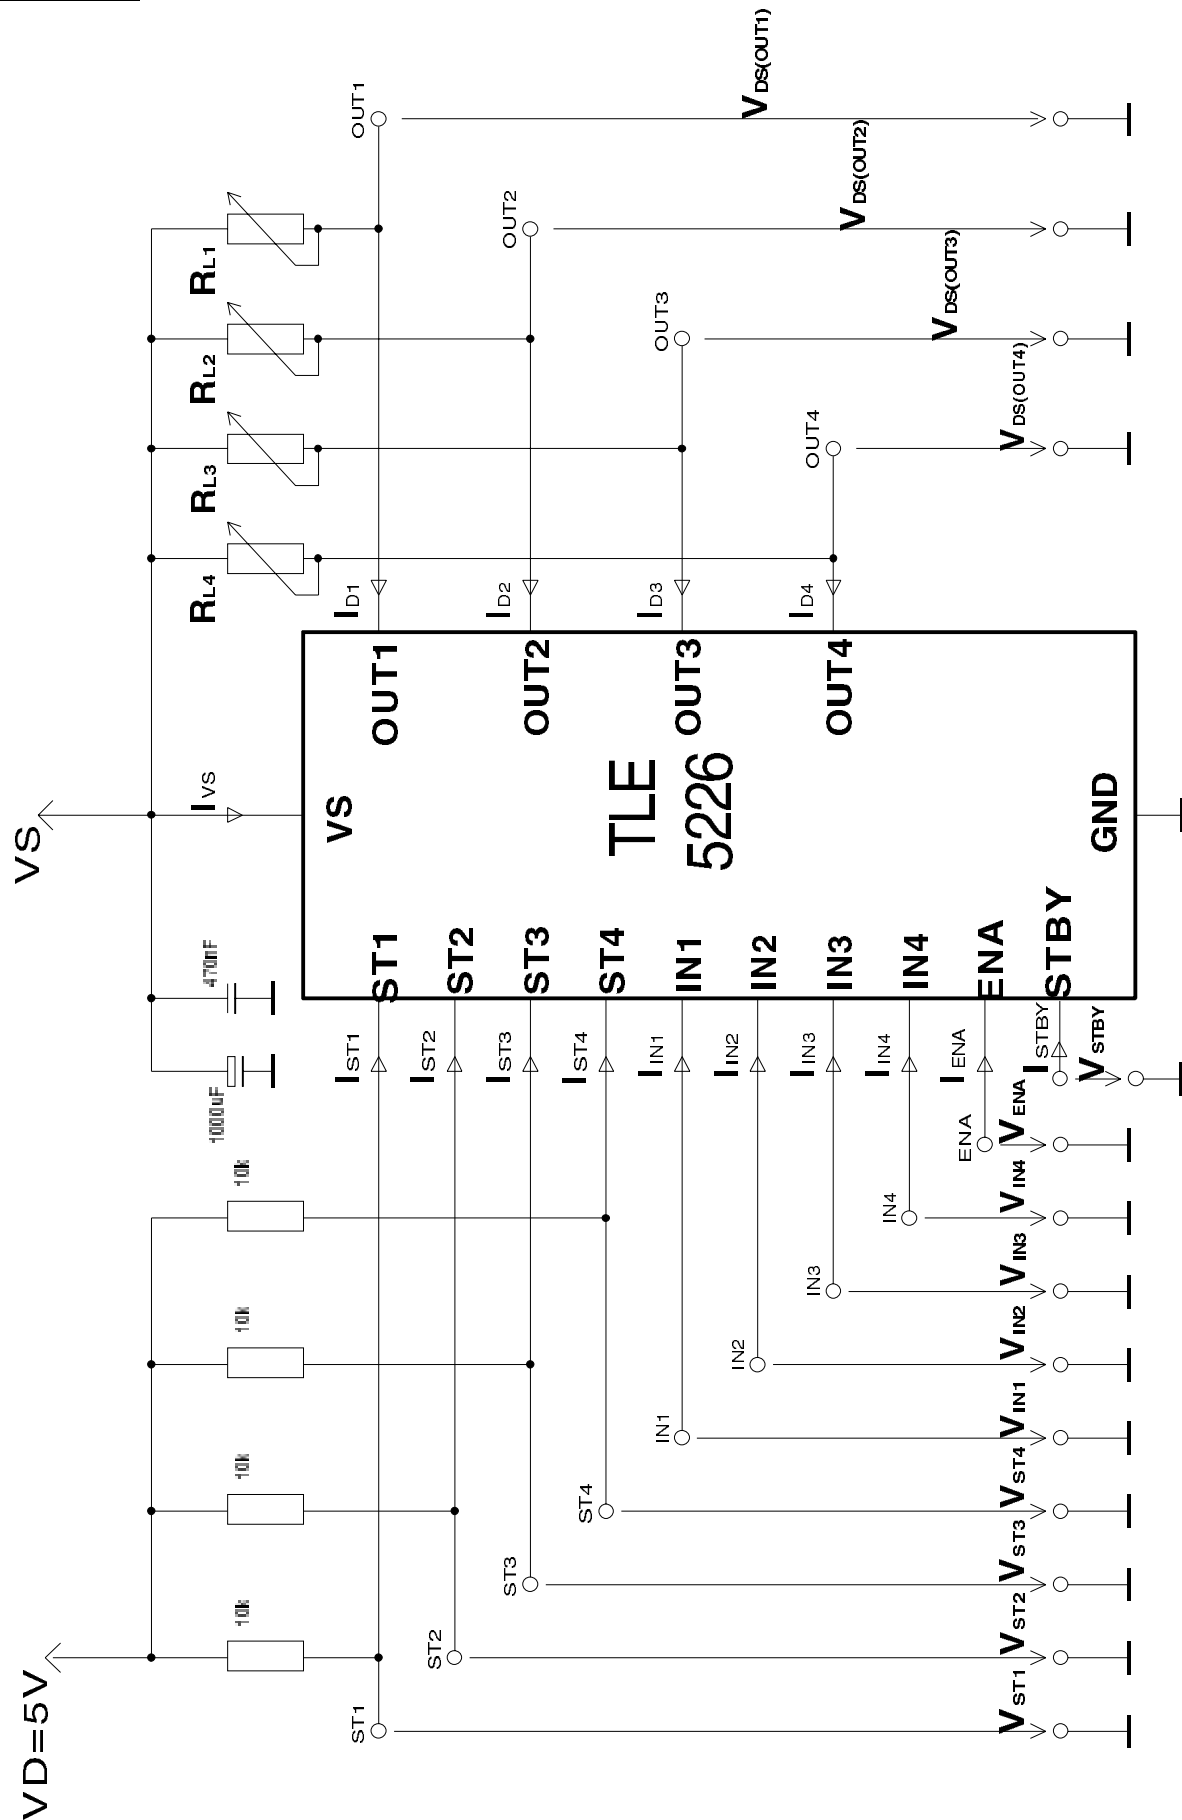 VD=5V
VS
10k
10k
10k
10k
1000uF
470nF
IVS
RL4
RL3
RL2
RL1
ST1
ST2
ST3
ST4
IN1
IN2
IN3
IN4
ENA
IST1
IST2
IST3
IST4
IIN1
IIN2
IIN3
IIN4
IENA
ISTBY
VS
ST1
ST2
ST3
ST4
IN1
IN2
IN3
IN4
ENA
STBY
TLE
5226
GND
OUT1
OUT2
OUT3
OUT4
ID1
ID2
ID3
ID4
OUT1
OUT2
OUT3
OUT4
VST1
VST2
VST3
VST4
VIN1
VIN2
VIN3
VIN4
VENA
VSTBY
VDS(OUT4)
VDS(OUT3)
VDS(OUT2)
VDS(OUT1)